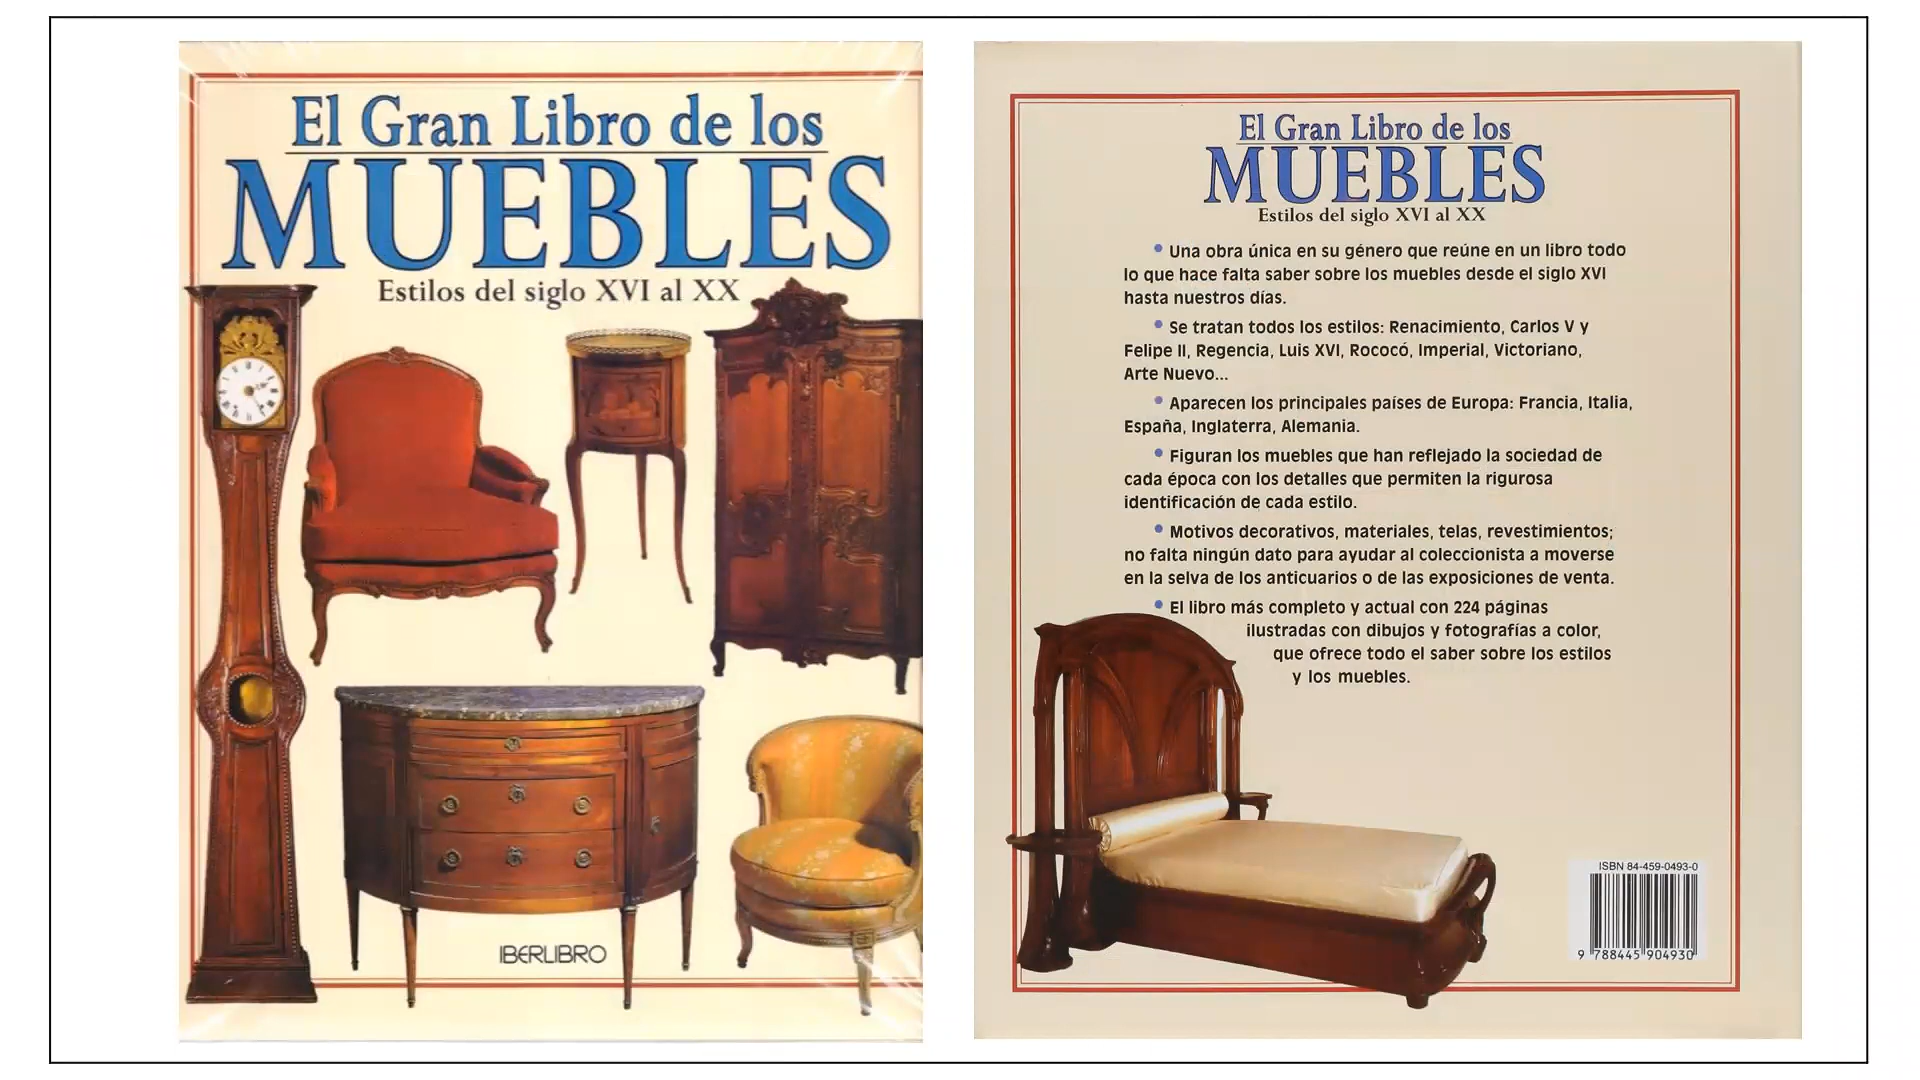 El Gran Libro de los
MUEBLES
Estilos del siglo XVI al XX
IBERLIBRO
El Gran Libro de los
MUEBLES
Estilos del siglo XVI al XX
• Una obra única en su género que reúne en un libro todo
lo que hace falta saber sobre los muebles desde el siglo XVI
hasta nuestros días.
• Se tratan todos los estilos: Renacimiento, Carlos V y
Felipe II, Regencia, Luis XVI, Rococó, Imperial, Victoriano,
Arte Nuevo...
• Aparecen los principales países de Europa: Francia, Italia,
España, Inglaterra, Alemania.
• Figuran los muebles que han reflejado la sociedad de
cada época con los detalles que permiten la rigurosa
identificación de cada estilo.
• Motivos decorativos, materiales, telas, revestimientos;
no falta ningún dato para ayudar al coleccionista a moverse
en la selva de los anticuarios o de las exposiciones de venta.
• El libro más completo y actual con 224 páginas
ilustradas con dibujos y fotografías a color,
que ofrece todo el saber sobre los estilos
y los muebles.
ISBN 84-459-0493-0
9 788445 904930